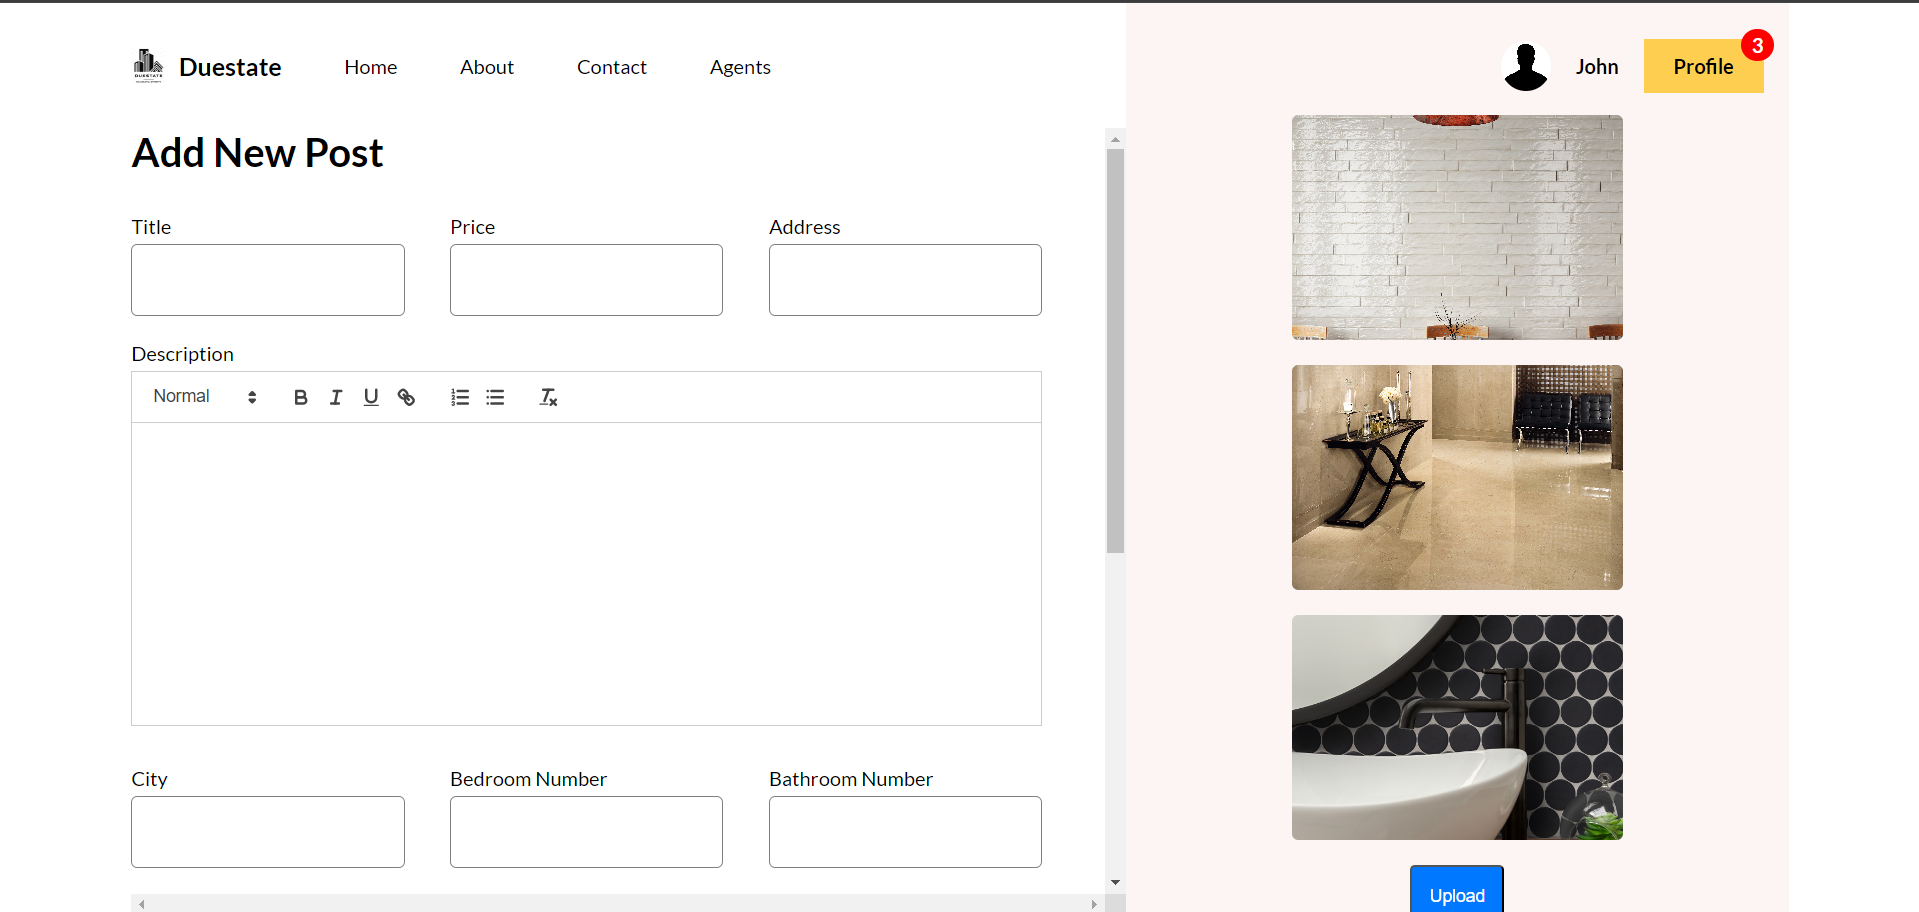 DUESTATE
Duestate
Home
About
Contact
Agents
John
Profile
3
Add New Post
Title
Price
Address
Description
Normal
B I U
City
Bedroom Number
Bathroom Number
Upload